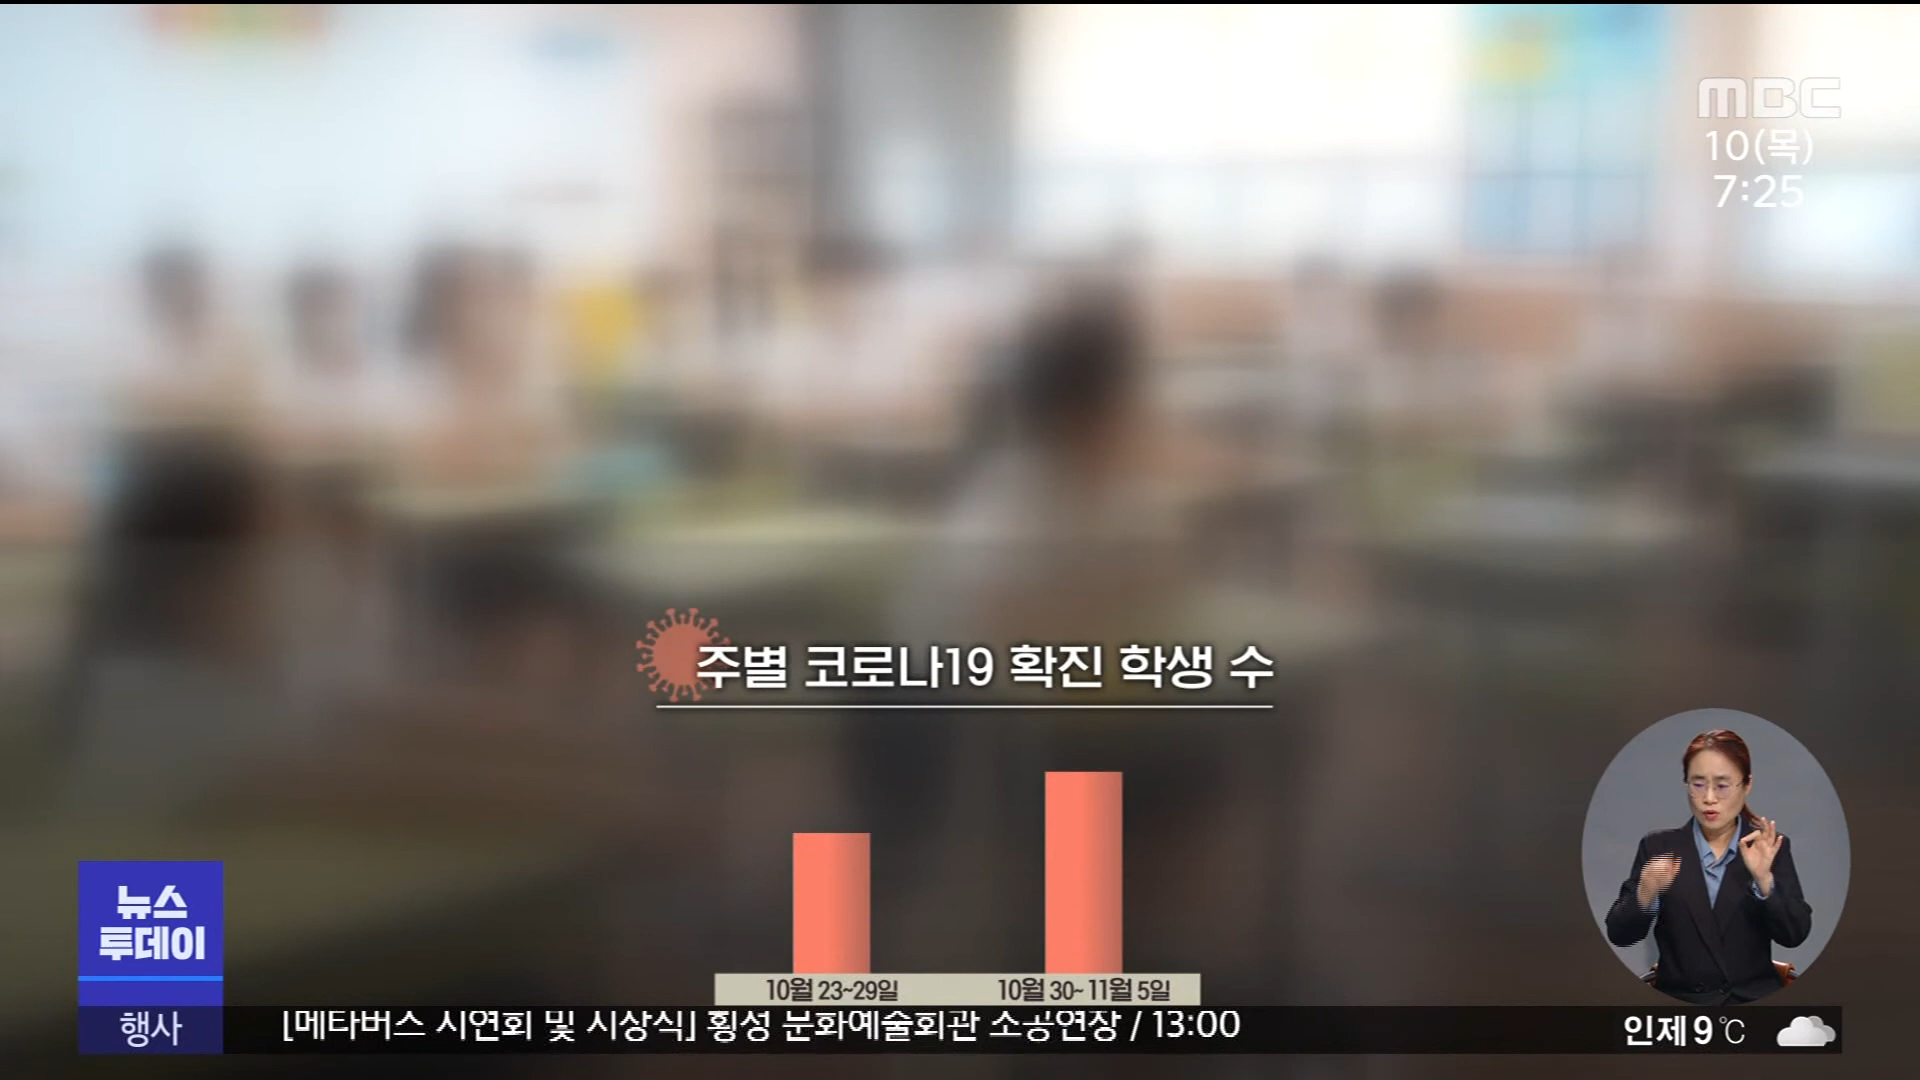 MBC
10(목)
7:25
주별 코로나19 확진 학생 수
10월 23~29일
10월 30~11월 5일
뉴스
투데이
행사
[메타버스 시연회 및 시상식] 횡성 문화예술회관 소공연장 / 13:00
인제 9℃